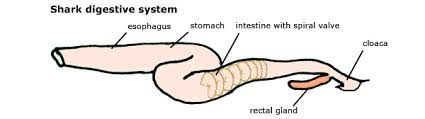 Shark digestive system
esophagus
stomach
intestine with spiral valve
cloaca
rectal gland